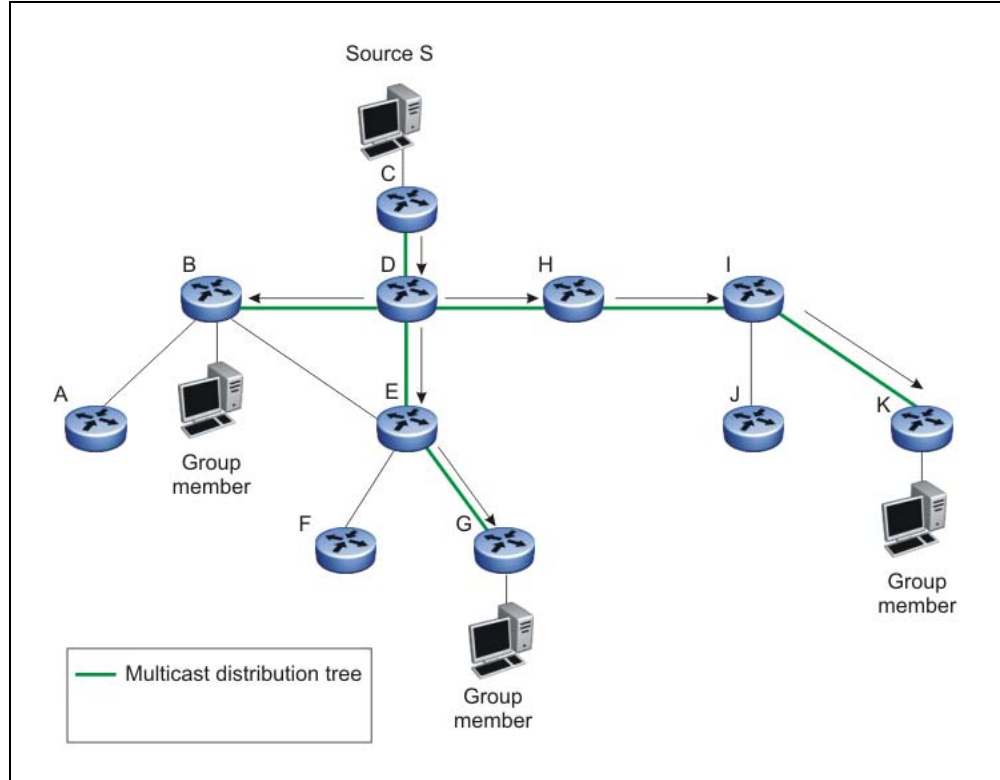 Source S
C
B
D
H
I
A
E
J
K
Group
member
F
G
Group
member
Group
member
Multicast distribution tree